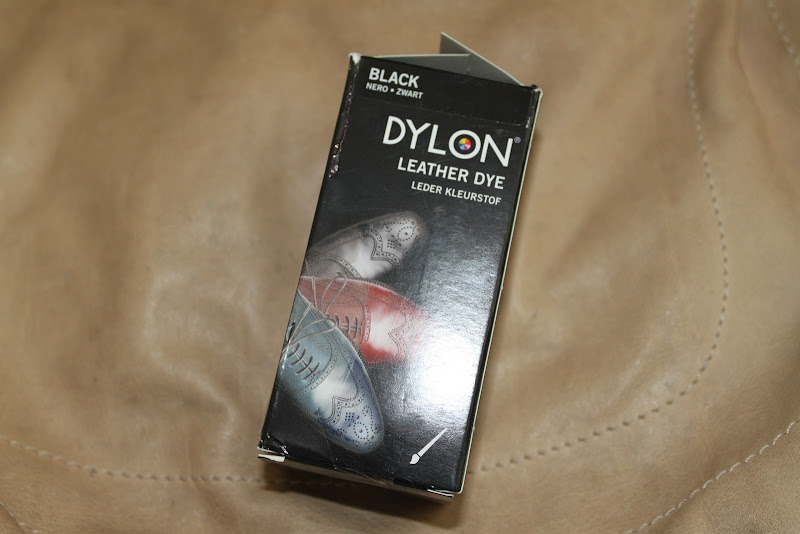 BLACK
NERO • ZWART
DYLON®
LEATHER DYE
LEDER KLEURSTOF